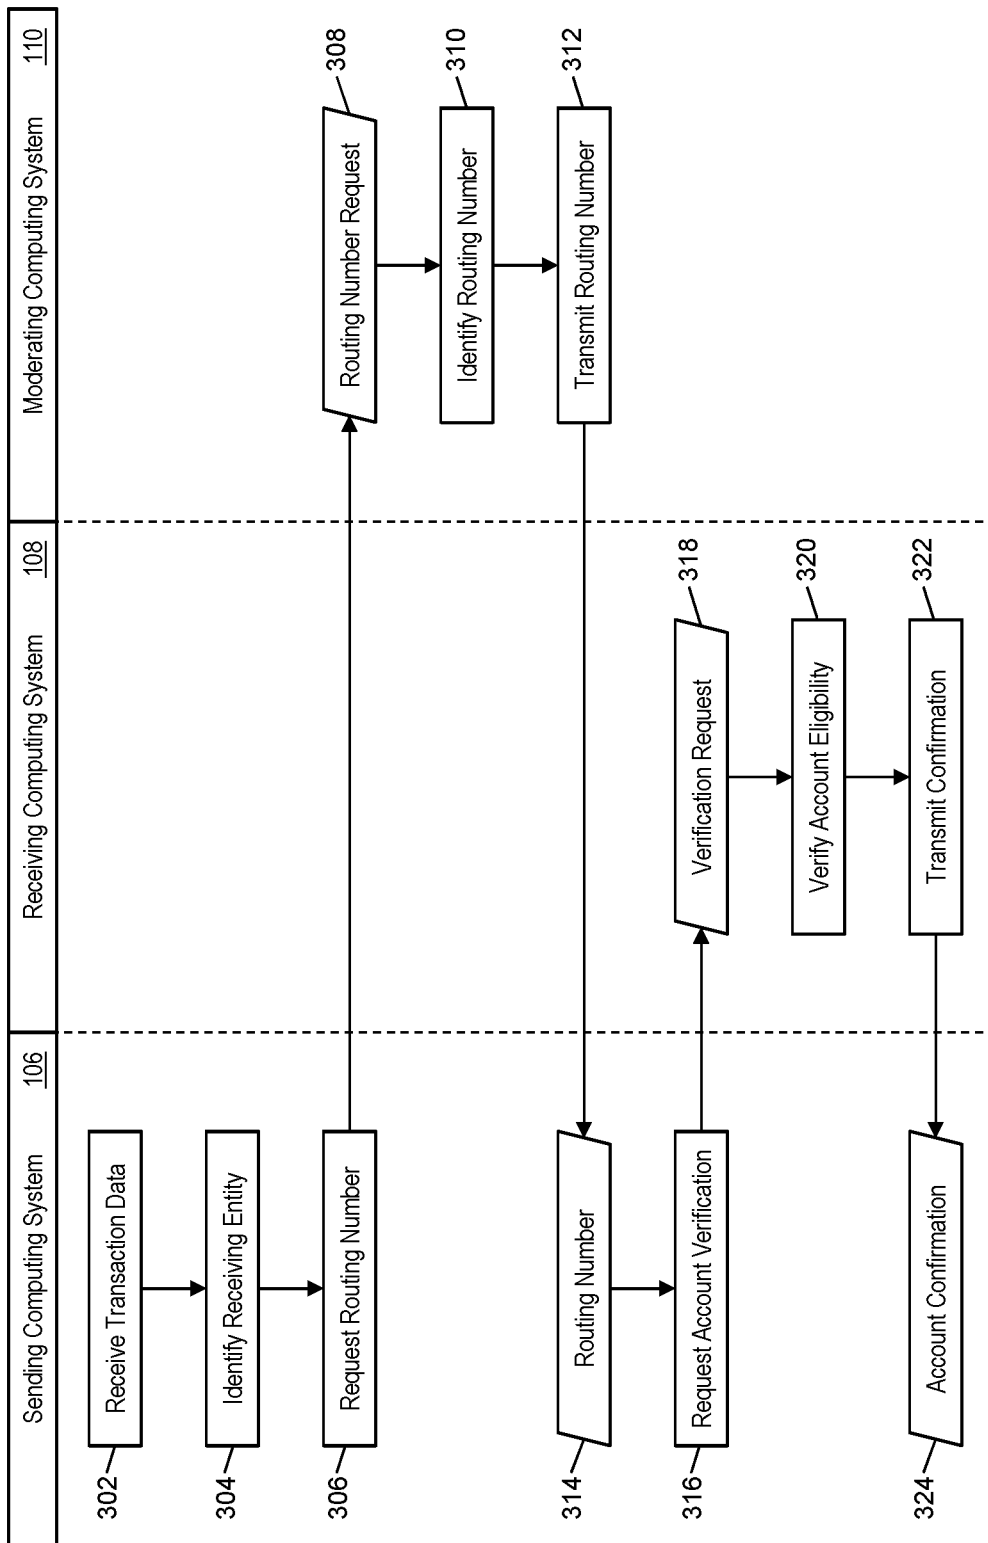 Sending Computing System 106
Receiving Computing System 108
Moderating Computing System 110
302
Receive Transaction Data
304
Identify Receiving Entity
306
Request Routing Number
Routing Number Request
308
Identify Routing Number
310
Transmit Routing Number
312
314
Routing Number
316
Request Account Verification
Verification Request
318
Verify Account Eligibility
320
Transmit Confirmation
322
324
Account Confirmation